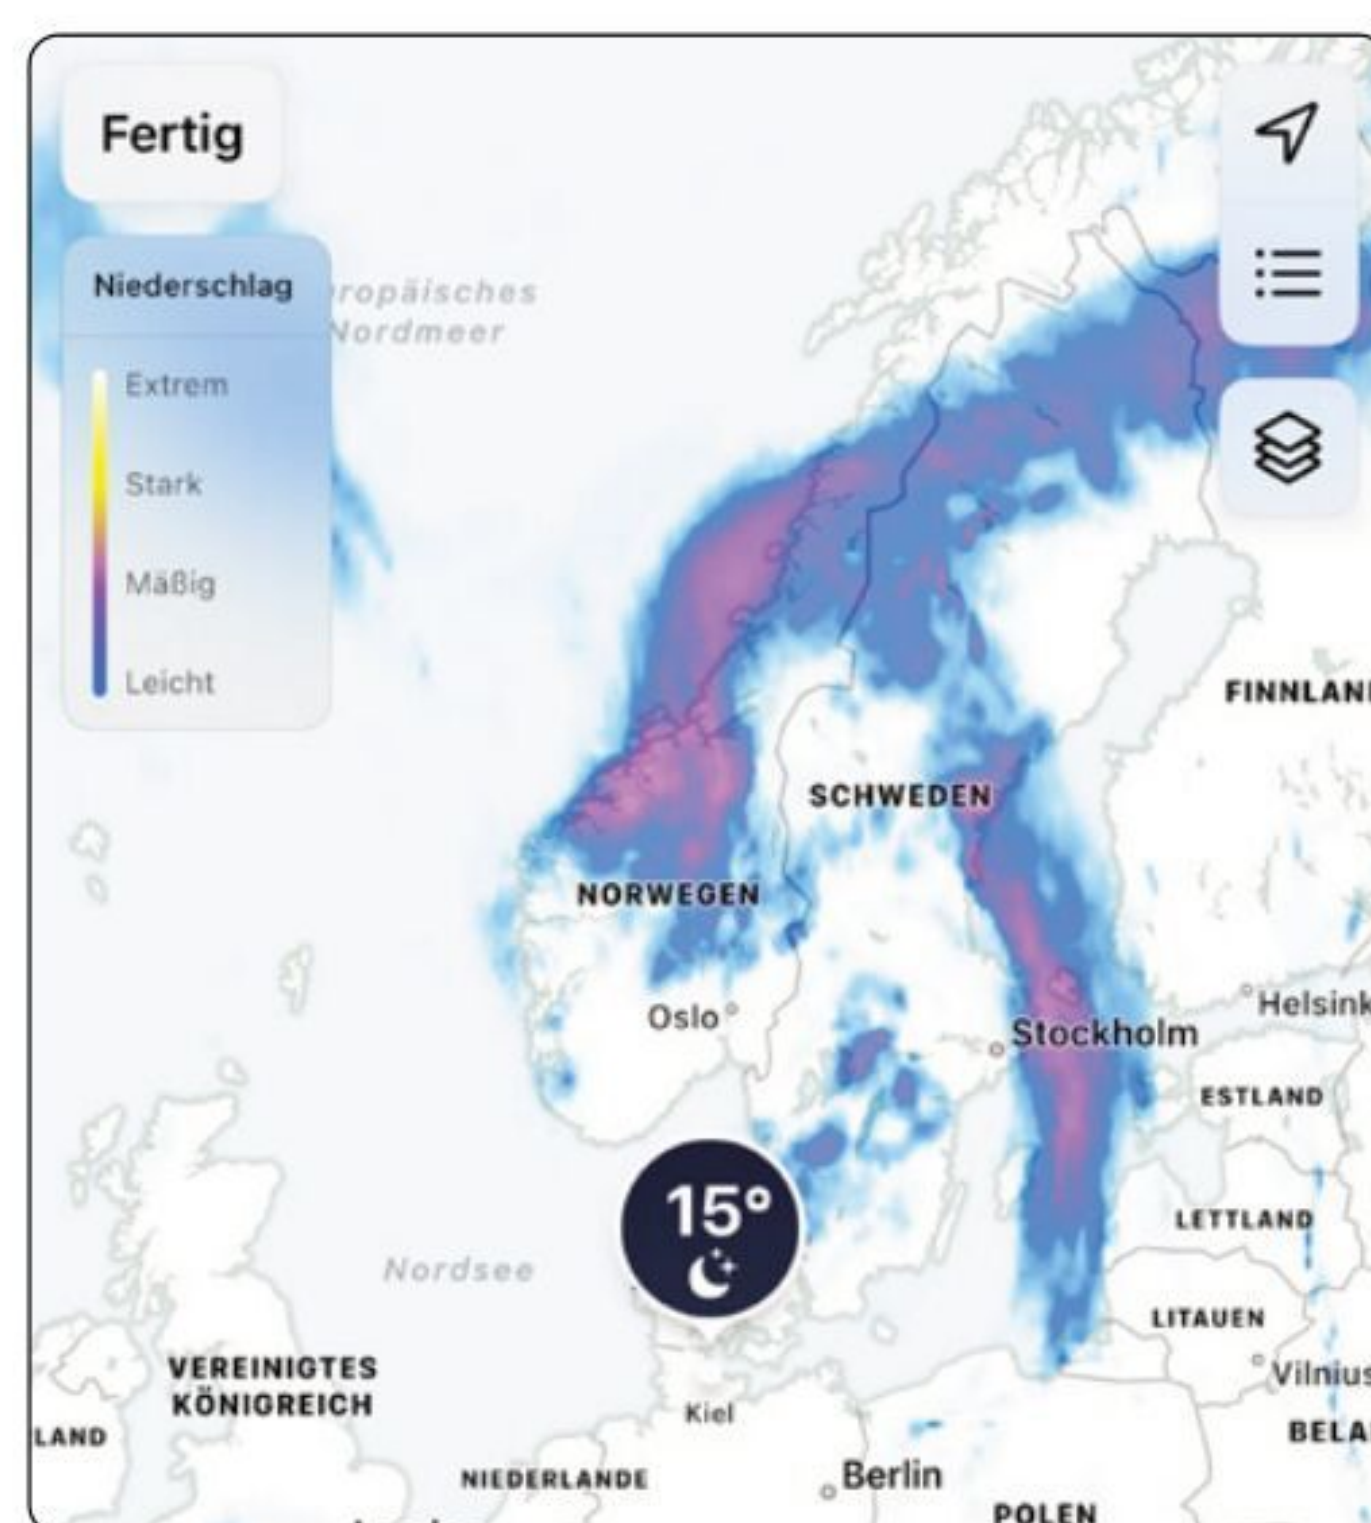 Fertig
Niederschlag
Extrem
Stark
Mäßig
Leicht
ropäisches
Nordmeer
FINNLAN
SCHWEDEN
NORWEGEN
Oslo
Helsink
Stockholm
ESTLAND
LETTLAND
15°
Nordsee
LITAUEN
Vilnius
VEREINIGTES
KÖNIGREICH
Kiel
LAND
BELA
NIEDERLANDE
Berlin
POLEN